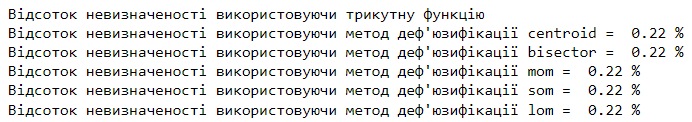 Відсоток невизначеності використовуючи трикутну функцію
Відсоток невизначеності використовуючи метод деф'юзифікації centroid =  0.22 %
Відсоток невизначеності використовуючи метод деф'юзифікації bisector =  0.22 %
Відсоток невизначеності використовуючи метод деф'юзифікації mom =  0.22 %
Відсоток невизначеності використовуючи метод деф'юзифікації som =  0.22 %
Відсоток невизначеності використовуючи метод деф'юзифікації lom =  0.22 %